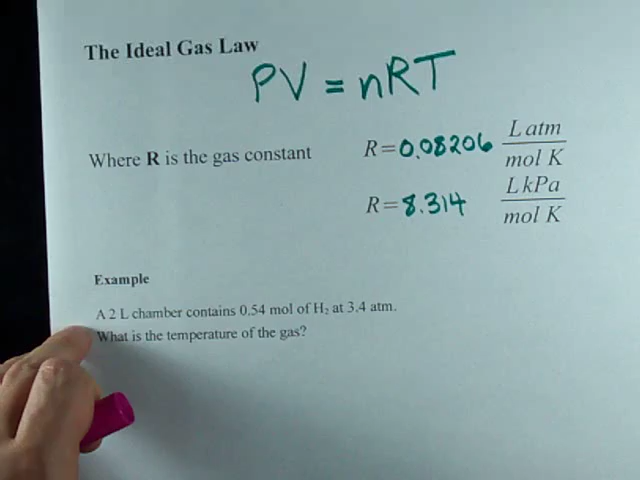 The Ideal Gas Law
PV = nRT
Where R is the gas constant R = 0.08206 L atm / mol K
R = 8.314 L kPa / mol K
Example
A 2 L chamber contains 0.54 mol of H₂ at 3.4 atm.
What is the temperature of the gas?